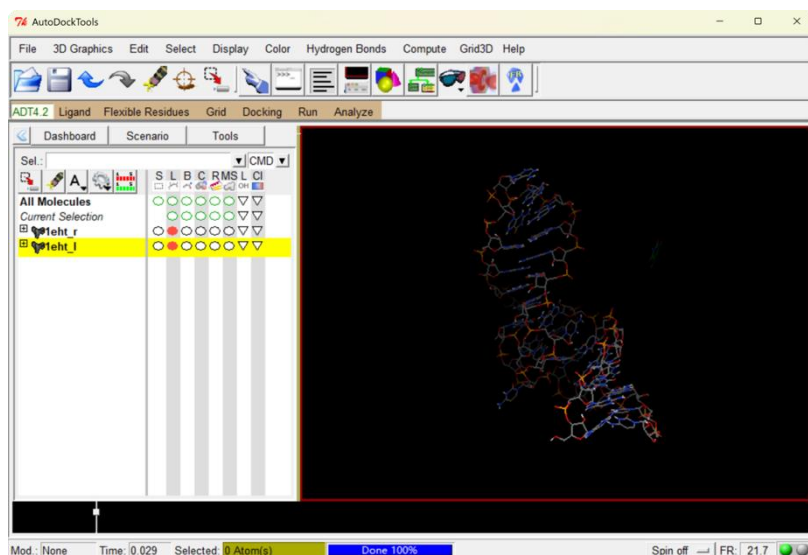 AutoDockTools
File 3D Graphics Edit Select Display Color Hydrogen Bonds Compute Grid3D Help
ADT4.2 Ligand Flexible Residues Grid Docking Run Analyze
Dashboard Scenario Tools
Sel.: CMD
A S L B C R MS L Cl
OH
All Molecules
Current Selection
1eht_r
1eht_l
Mod.: None Time: 0.029 Selected: 0 Atom(s) Done 100% Spin off FR: 21.7